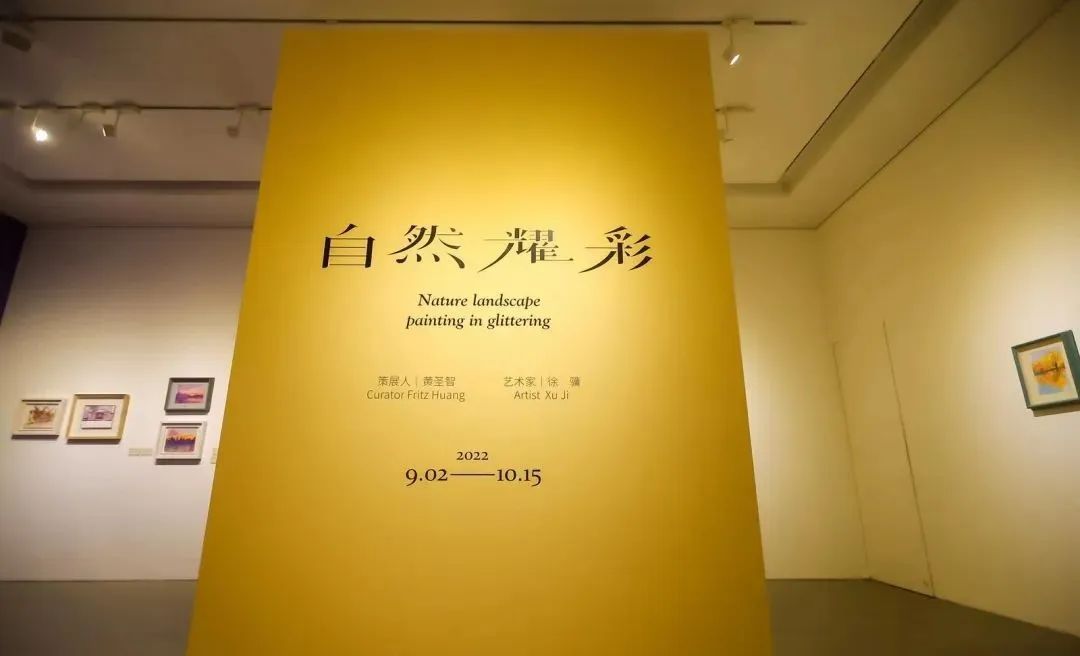 自然耀彩
Nature landscape
painting in glittering
策展人｜黄圣智
Curator Fritz Huang
艺术家｜徐 骥
Artist Xu Ji
2022
9.02——10.15